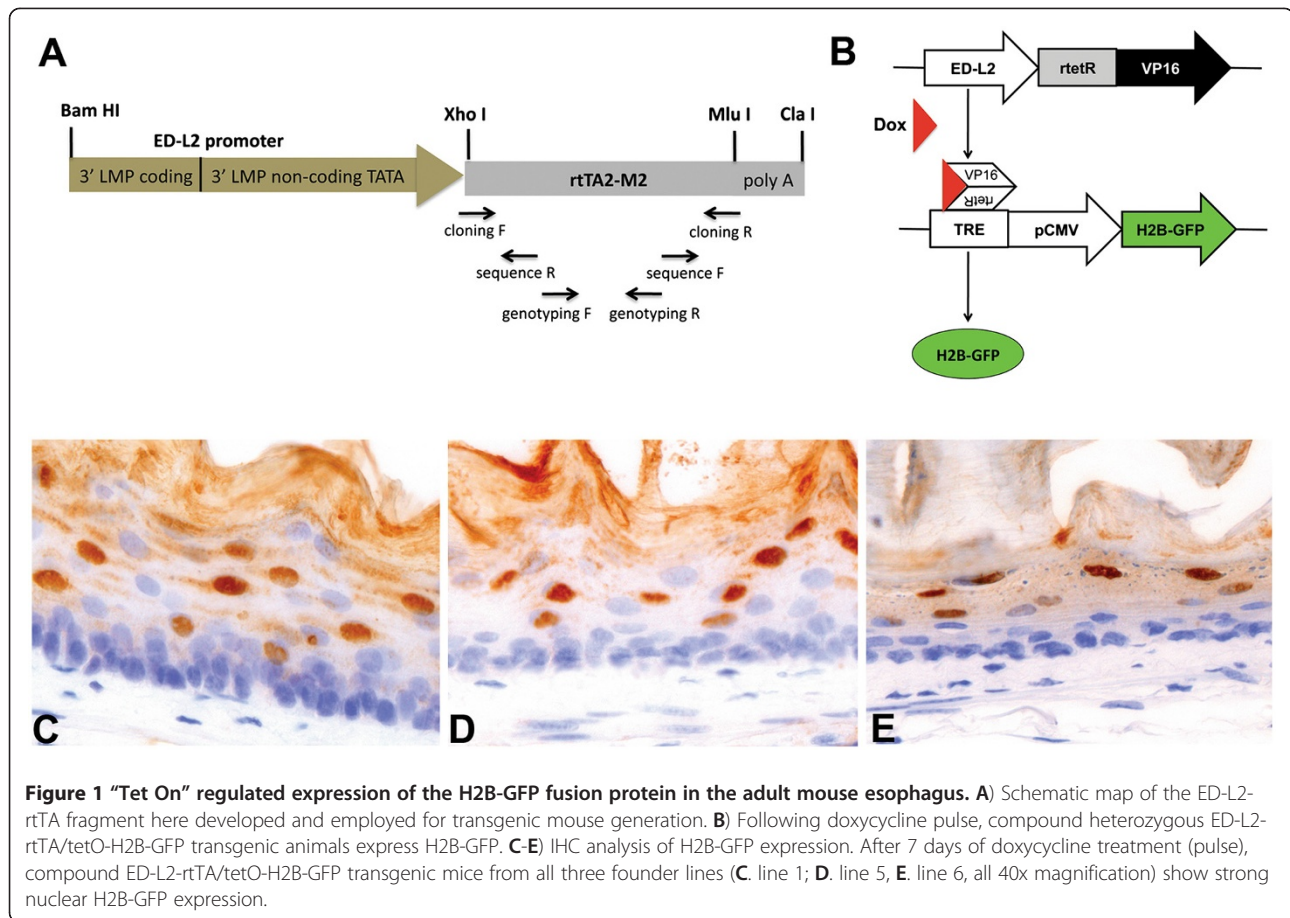 A
Bam HI
ED-L2 promoter
Xho I
Mlu I
Cla I
3' LMP coding
3' LMP non-coding TATA
rtTA2-M2
poly A
cloning F
cloning R
sequence R
sequence F
genotyping F
genotyping R
B
ED-L2
rtetR
VP16
Dox
VP16
rtetR
TRE
pCMV
H2B-GFP
H2B-GFP
C
D
E
Figure 1 "Tet On" regulated expression of the H2B-GFP fusion protein in the adult mouse esophagus. A) Schematic map of the ED-L2-
rtTA fragment here developed and employed for transgenic mouse generation. B) Following doxycycline pulse, compound heterozygous ED-L2-
rtTA/tetO-H2B-GFP transgenic animals express H2B-GFP. C-E) IHC analysis of H2B-GFP expression. After 7 days of doxycycline treatment (pulse),
compound ED-L2-rtTA/tetO-H2B-GFP transgenic mice from all three founder lines (C. line 1; D. line 5, E. line 6, all 40x magnification) show strong
nuclear H2B-GFP expression.